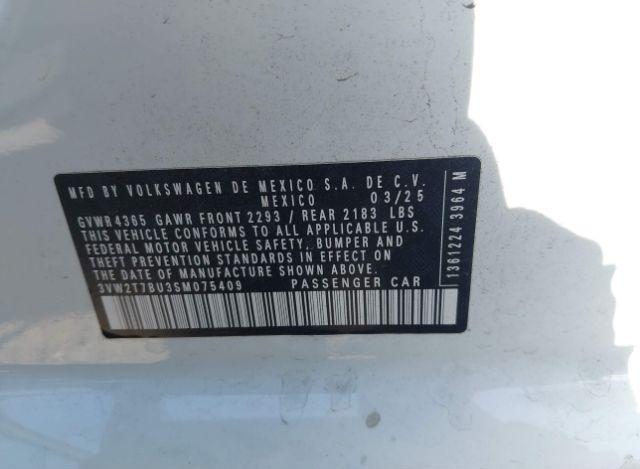 MFD BY VOLKSWAGEN DE MEXICO S.A. DE C.V.
MEXICO 03/25
GVWR4365 GAWR FRONT 2293 / REAR 2183 LBS
THIS VEHICLE CONFORMS TO ALL APPLICABLE U.S.
FEDERAL MOTOR VEHICLE SAFETY, BUMPER AND
THEFT PREVENTION STANDARDS IN EFFECT ON THE
DATE OF MANUFACTURE SHOWN ABOVE.
3VW2T7BU3SM075409 PASSENGER CAR
1361224 3964 M